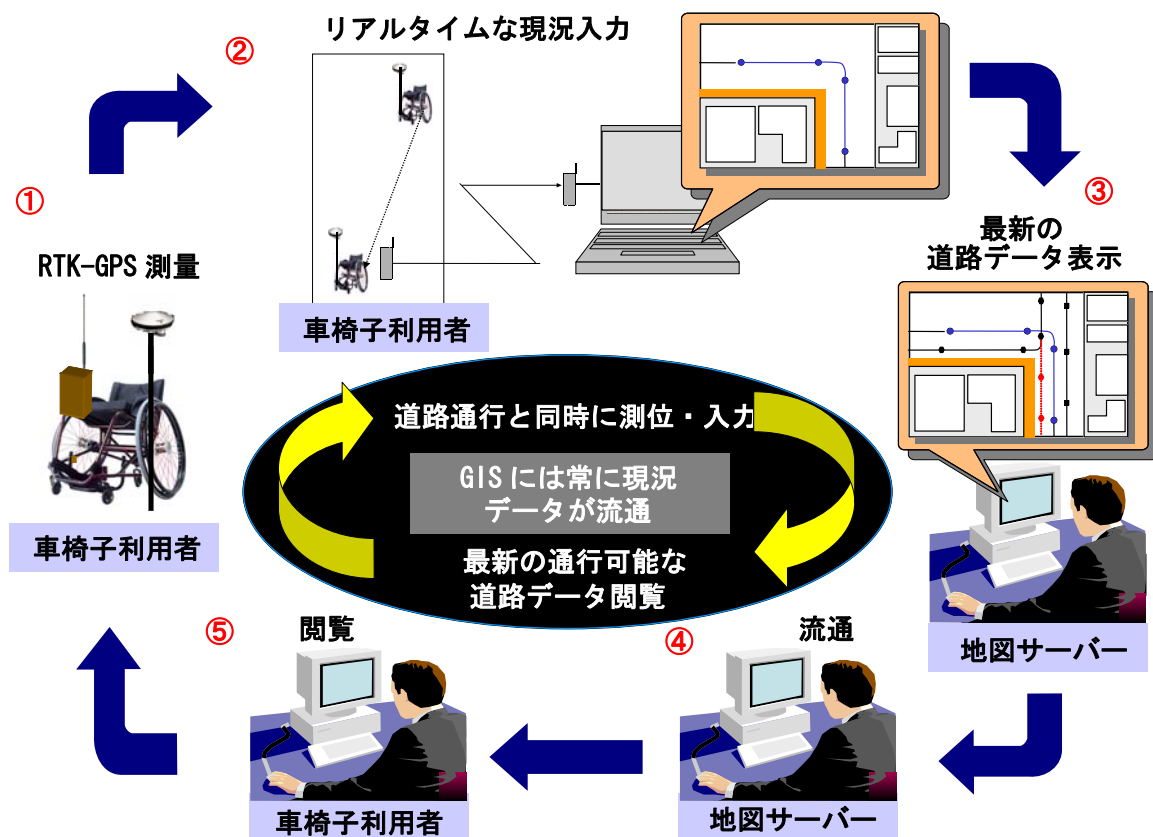 ①
RTK-GPS 測量
車椅子利用者
②
リアルタイムな現況入力
車椅子利用者
③
最新の
道路データ表示
地図サーバー
④
流通
地図サーバー
⑤
閲覧
車椅子利用者
道路通行と同時に測位・入力
GISには常に現況
データが流通
最新の通行可能な
道路データ閲覧